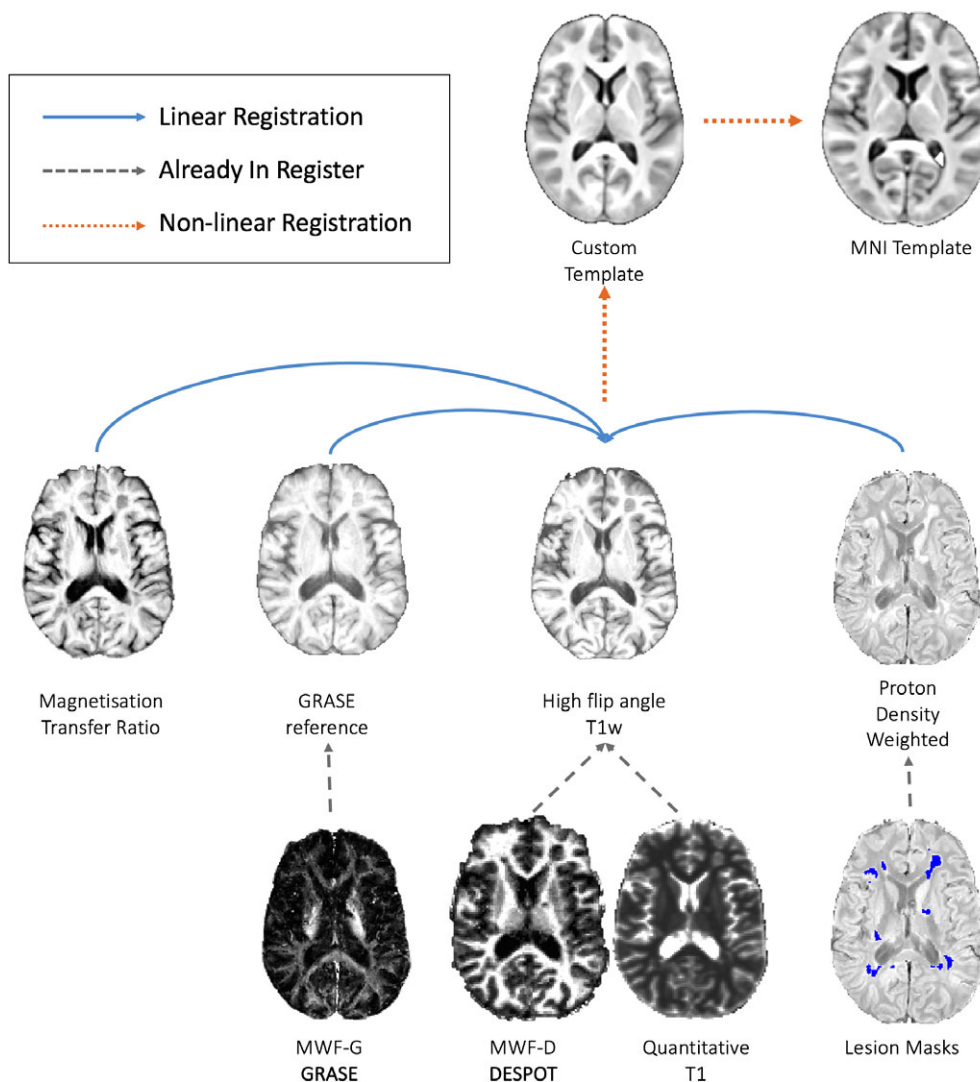 Linear Registration
Already In Register
Non-linear Registration
Custom
Template
MNI Template
Magnetisation
Transfer Ratio
GRASE
reference
High flip angle
T1w
Proton
Density
Weighted
MWF-G
GRASE
MWF-D
DESPOT
Quantitative
T1
Lesion Masks